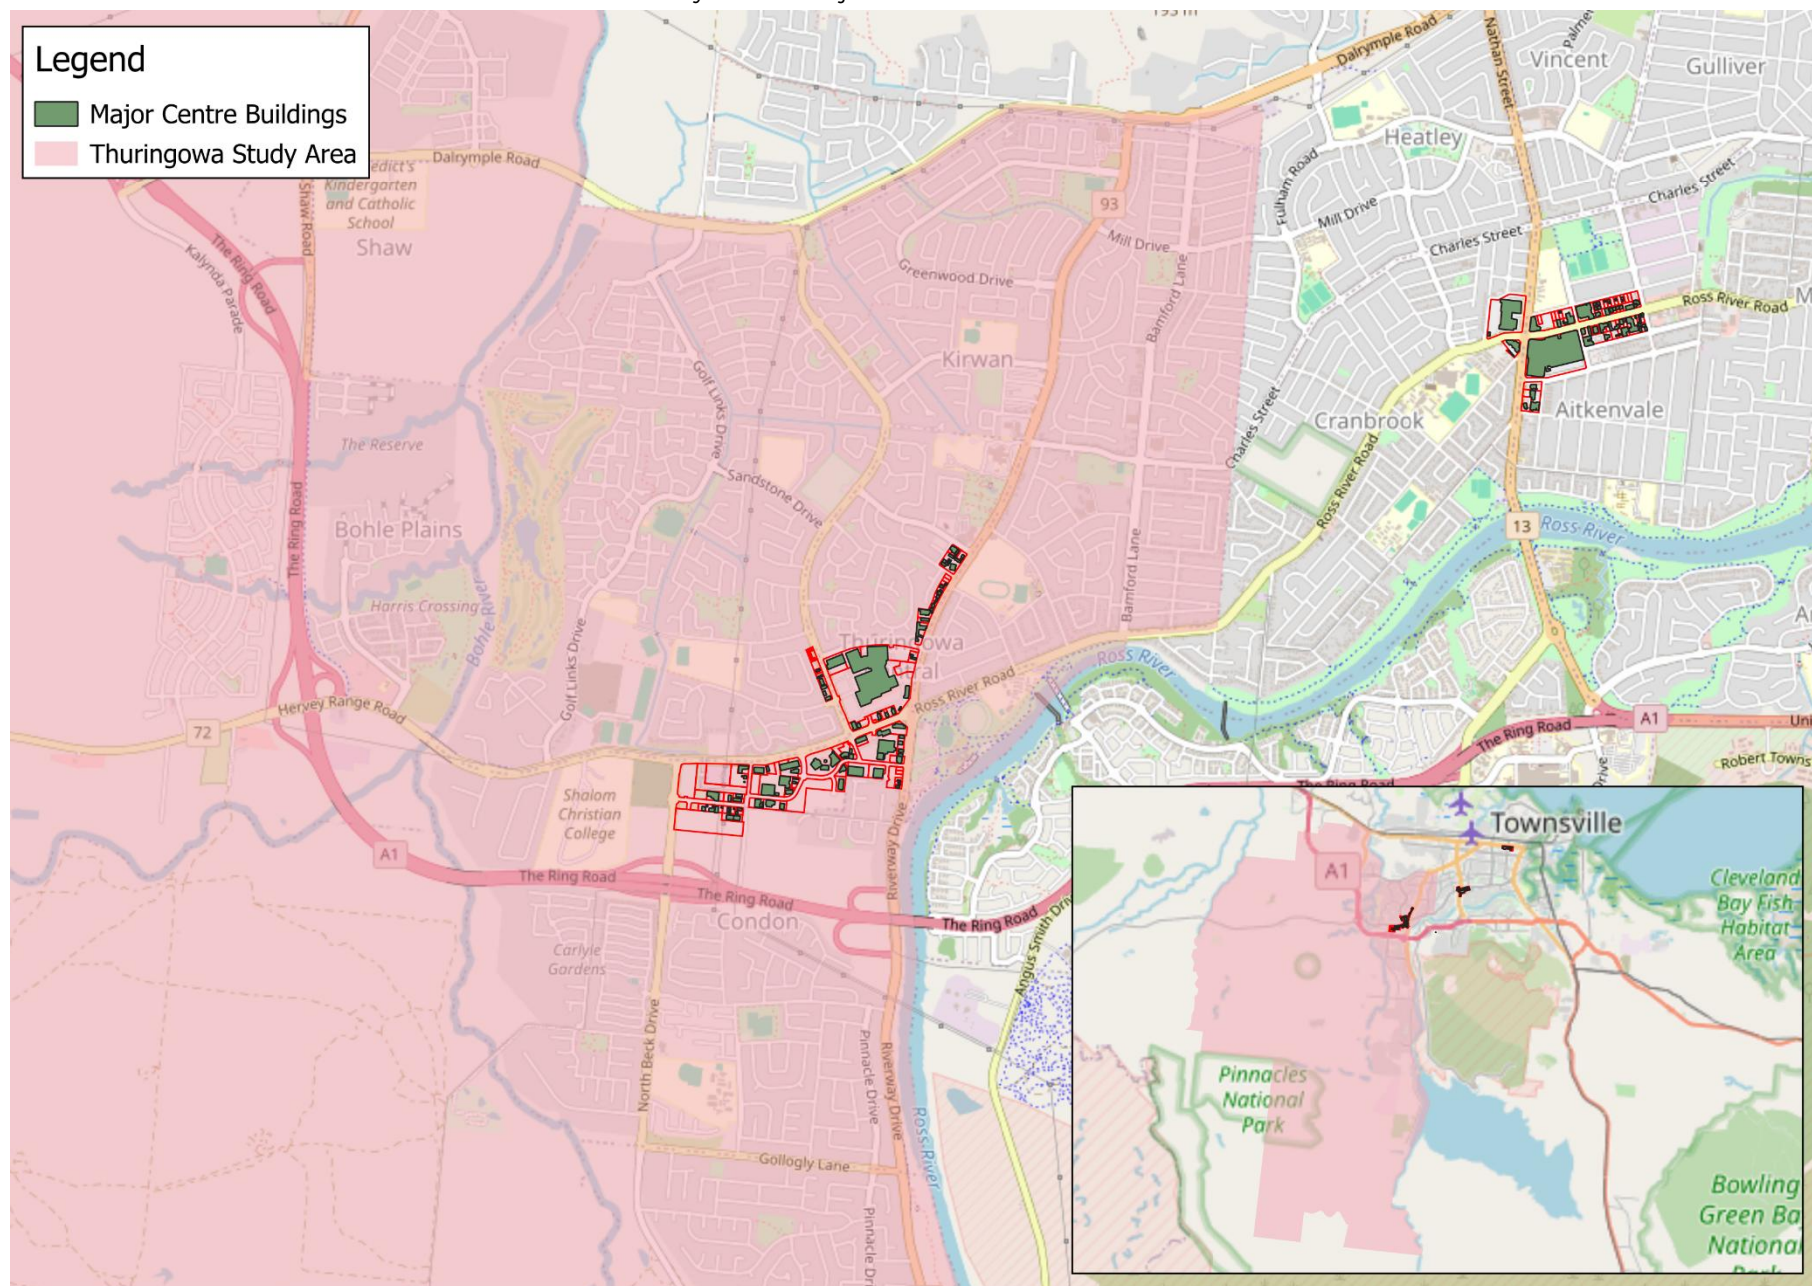 Legend
Major Centre Buildings
Thuringowa Study Area
Dalrymple Road
Nathan Street
Vincent
Gulliver
Heatley
Dalrymple Road
Kindergarten
and Catholic
School
Shaw Road
Shaw
The Ring Road
Kalynda Parade
93
Mill Drive
Greenwood Drive
Bamford Lane
Fulham Road
Mill Drive
Charles Street
Charles Street
Ross River Road
Kirwan
Golf Links Drive
Charles Street
Cranbrook
Aitkenvale
The Reserve
Sandstone Drive
Ross River Road
Bohle Plains
The Ring Road
13
Ross River
Harris Crossing
Bohle River
Bamford Lane
Golf Links Drive
Thuringowa
Ross River Road
Ross River
Hervey Range Road
72
The Ring Road
A1
Robert Towns
The Ring Road
Shalom
Christian
College
Riverway Drive
A1
The Ring Road
The Ring Road
Condon
The Ring Road
Carlyle
Gardens
North Beck Drive
Pinnacle Drive
Riverway Drive
Ross River
Gollogly Lane
Townsville
A1
Cleveland
Bay Fish
Habitat
Area
Pinnacles
National
Park
Bowling
Green Ba
National